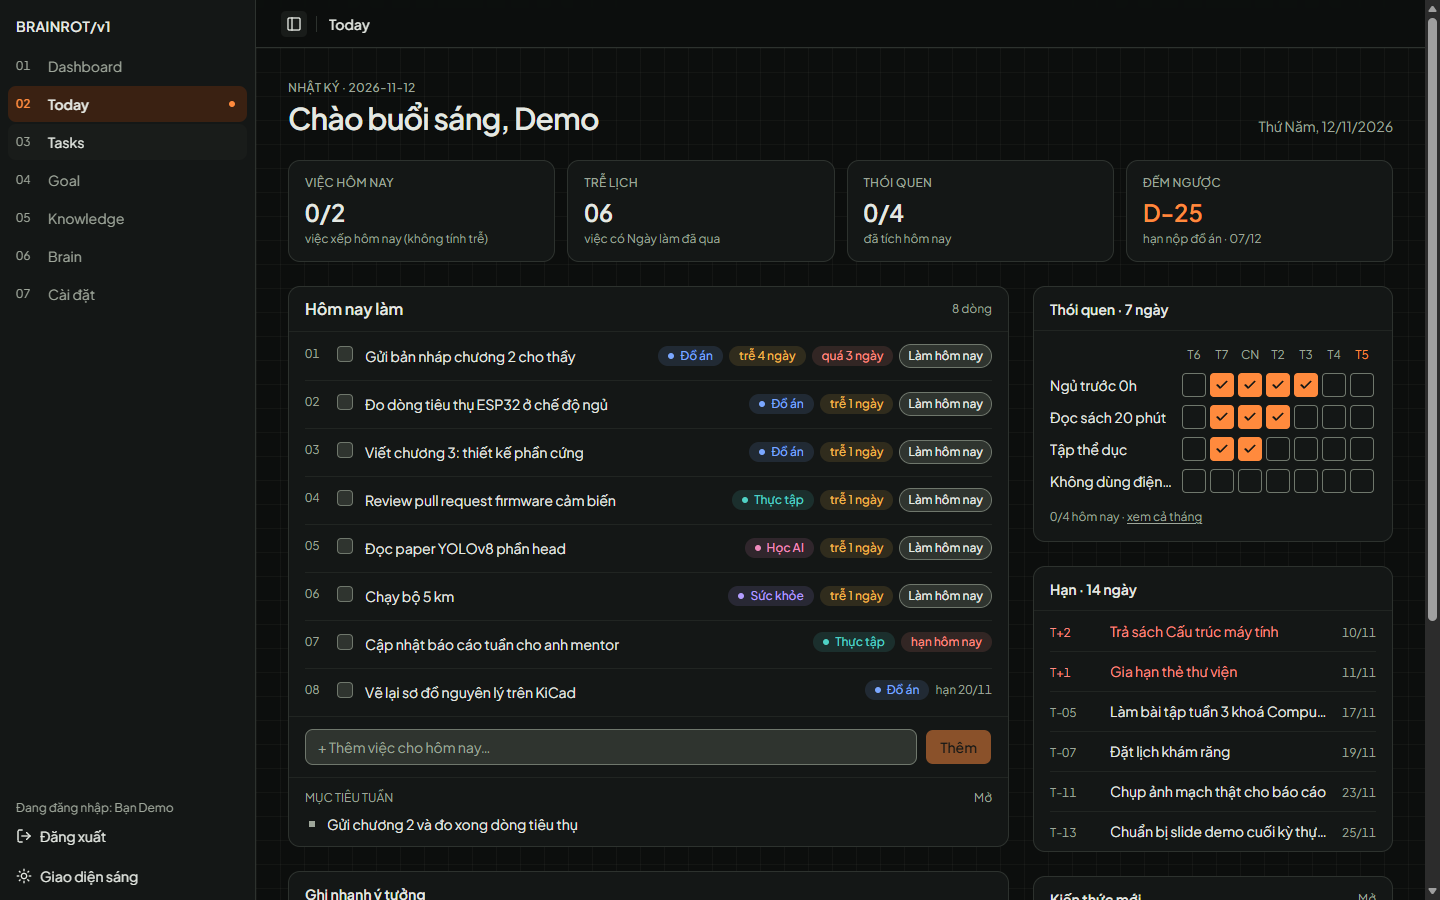 BRAINROT/v1
01 Dashboard
02 Today
03 Tasks
04 Goal
05 Knowledge
06 Brain
07 Cài đặt
Đang đăng nhập: Bạn Demo
Đăng xuất
Giao diện sáng
Today
NHẬT KÝ · 2026-11-12
Chào buổi sáng, Demo
Thứ Năm, 12/11/2026
VIỆC HÔM NAY
0/2
việc xếp hôm nay (không tính trễ)
TRỄ LỊCH
06
việc có Ngày làm đã qua
THÓI QUEN
0/4
đã tích hôm nay
ĐẾM NGƯỢC
D-25
hạn nộp đồ án · 07/12
Hôm nay làm 8 dòng
01 Gửi bản nháp chương 2 cho thầy Đồ án trễ 4 ngày quá 3 ngày Làm hôm nay
02 Đo dòng tiêu thụ ESP32 ở chế độ ngủ Đồ án trễ 1 ngày Làm hôm nay
03 Viết chương 3: thiết kế phần cứng Đồ án trễ 1 ngày Làm hôm nay
04 Review pull request firmware cảm biến Thực tập trễ 1 ngày Làm hôm nay
05 Đọc paper YOLOv8 phần head Học AI trễ 1 ngày Làm hôm nay
06 Chạy bộ 5 km Sức khỏe trễ 1 ngày Làm hôm nay
07 Cập nhật báo cáo tuần cho anh mentor Thực tập hạn hôm nay
08 Vẽ lại sơ đồ nguyên lý trên KiCad Đồ án hạn 20/11
+ Thêm việc cho hôm nay... Thêm
MỤC TIÊU TUẦN Mở
Gửi chương 2 và đo xong dòng tiêu thụ
Ghi nhanh ý tưởng
Thói quen · 7 ngày
T6 T7 CN T2 T3 T4 T5
Ngủ trước 0h
Đọc sách 20 phút
Tập thể dục
Không dùng điện...
0/4 hôm nay · xem cả tháng
Hạn · 14 ngày
T+2 Trả sách Cấu trúc máy tính 10/11
T+1 Gia hạn thẻ thư viện 11/11
T-05 Làm bài tập tuần 3 khoá Compu... 17/11
T-07 Đặt lịch khám răng 19/11
T-11 Chụp ảnh mạch thật cho báo cáo 23/11
T-13 Chuẩn bị slide demo cuối kỳ thự... 25/11
Kiến thức mới Mở